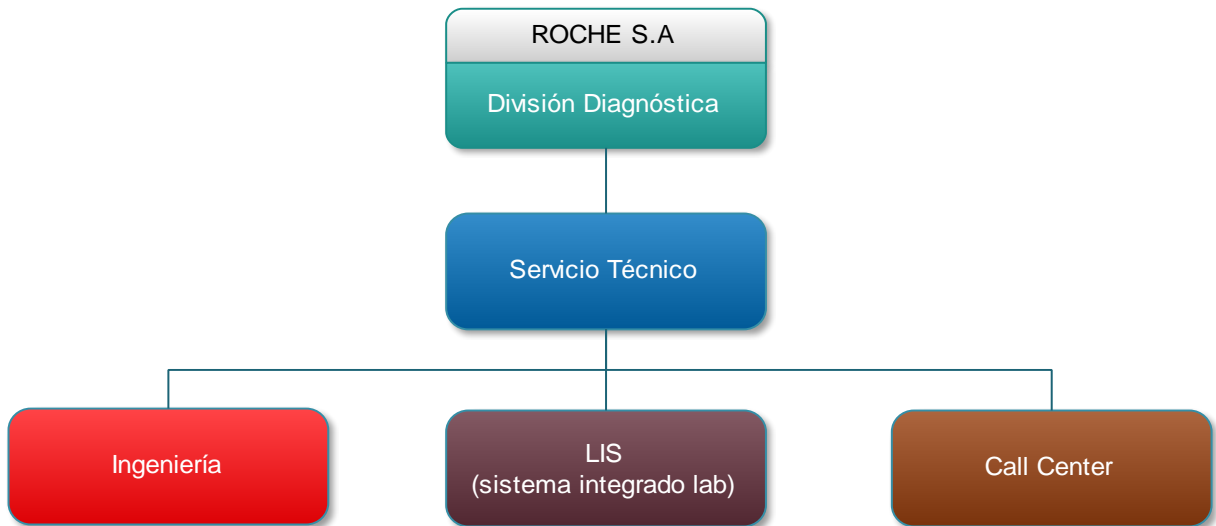 ROCHE S.A
División Diagnóstica
Servicio Técnico
Ingeniería
LIS
(sistema integrado lab)
Call Center